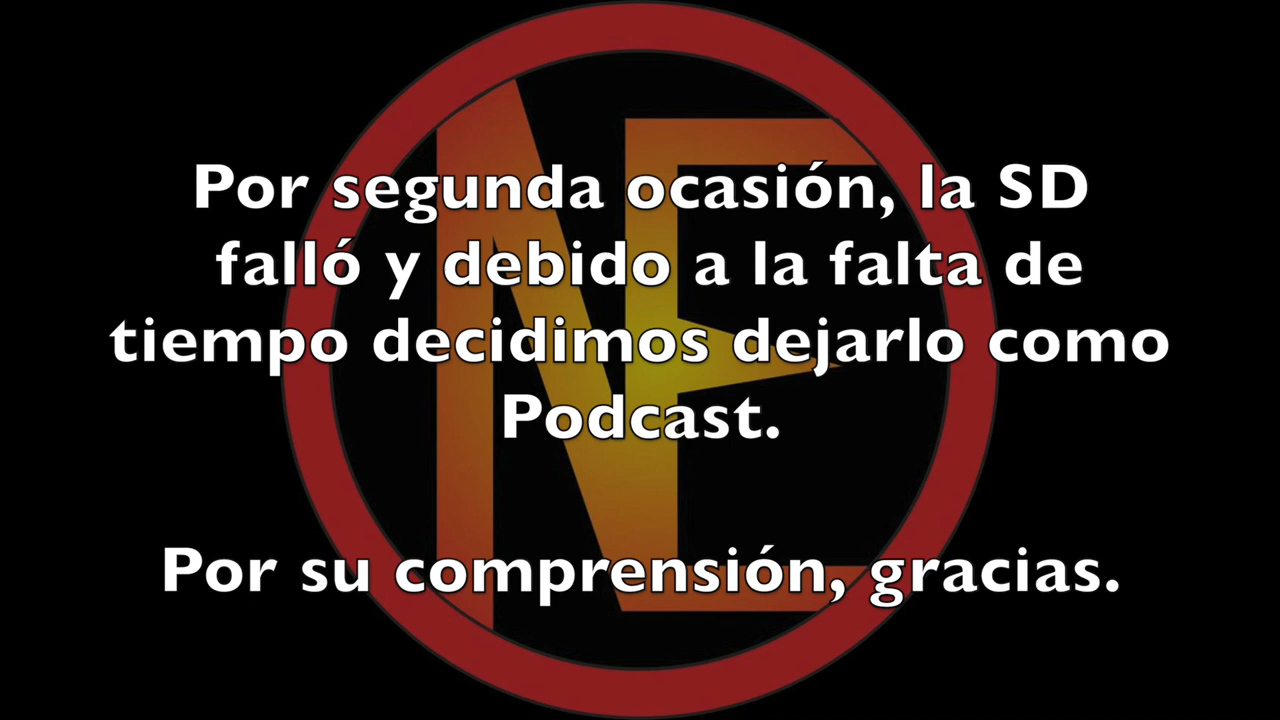 Por segunda ocasión, la SD
falló y debido a la falta de
tiempo decidimos dejarlo como
Podcast.
Por su comprensión, gracias.
NE